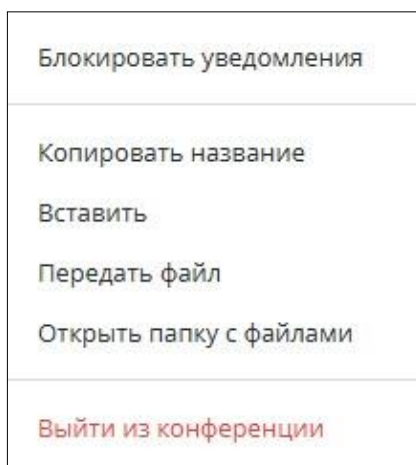 Блокировать уведомления
Копировать название
Вставить
Передать файл
Открыть папку с файлами
Выйти из конференции